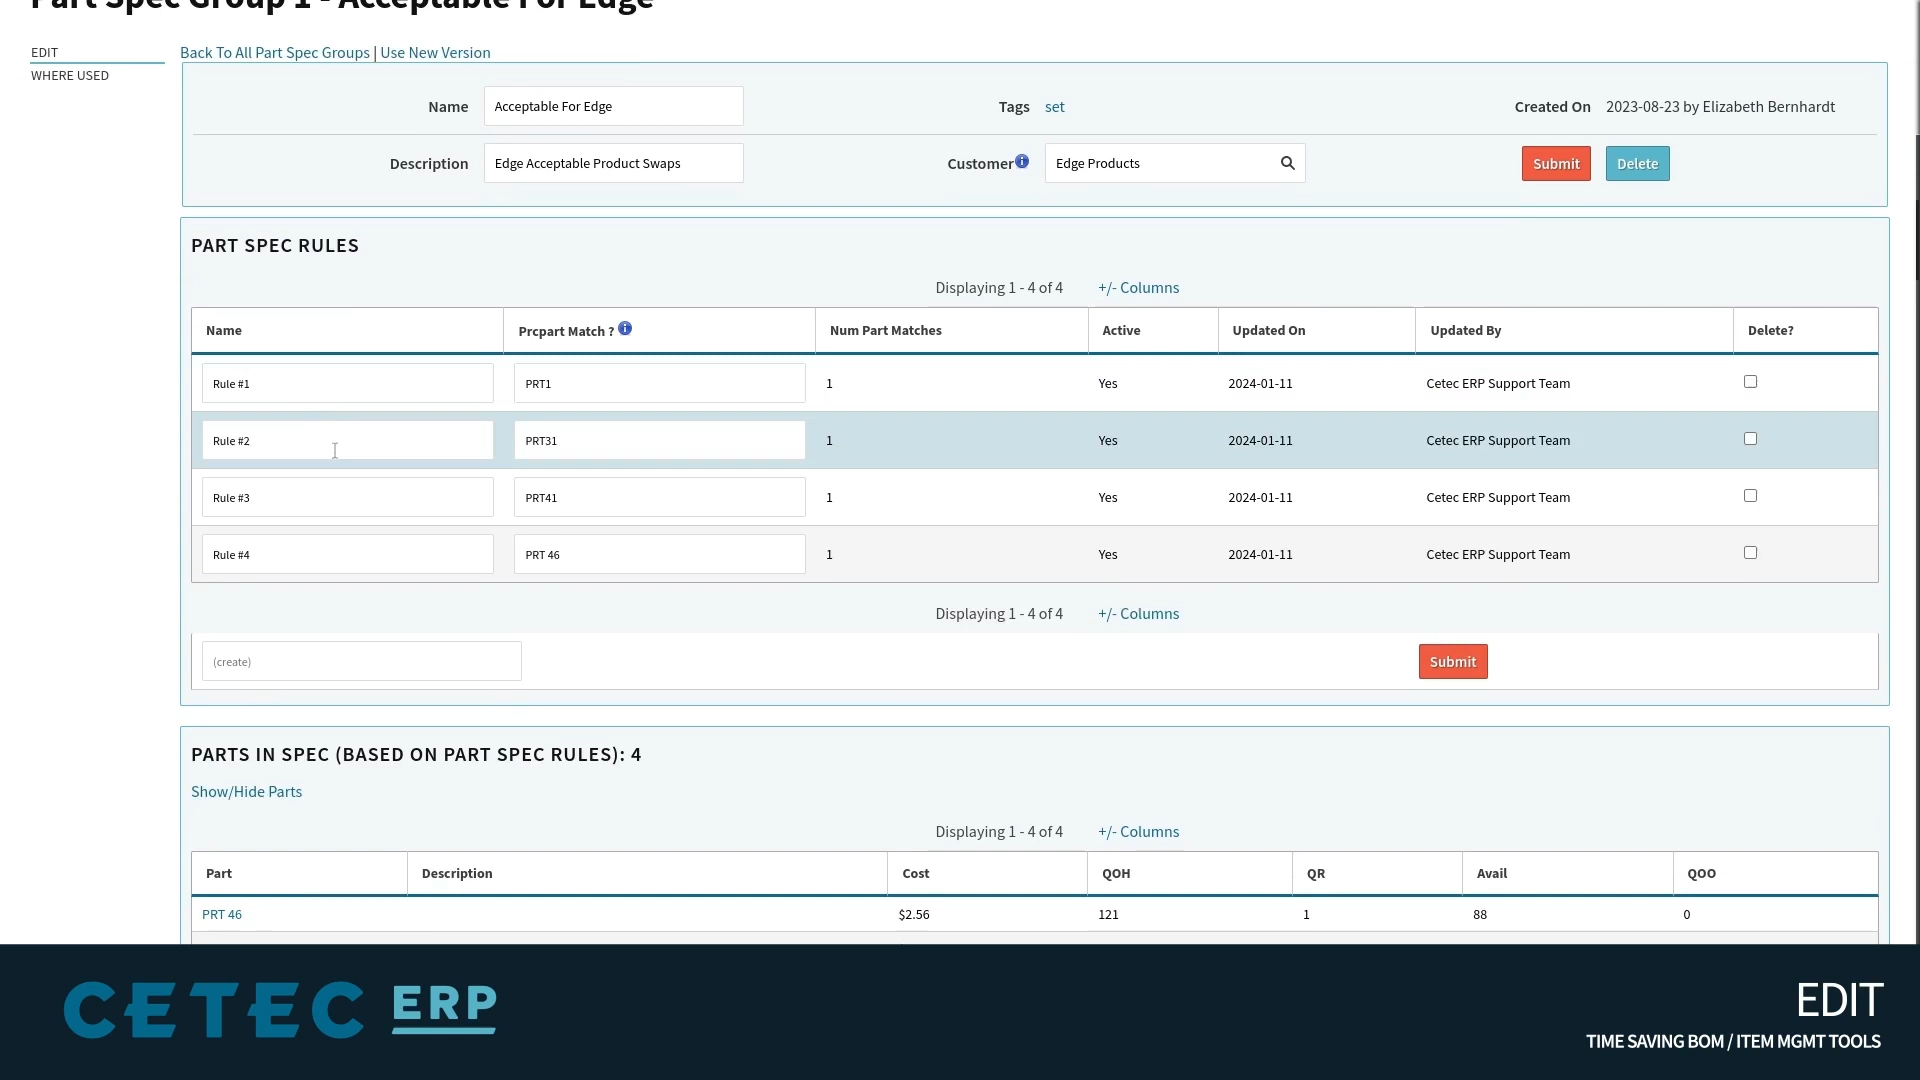 Part Spec Group 1 - Acceptable For Edge
EDIT
WHERE USED
Back To All Part Spec Groups | Use New Version
Name Acceptable For Edge Tags set Created On 2023-08-23 by Elizabeth Bernhardt
Description Edge Acceptable Product Swaps Customer Edge Products Submit Delete
PART SPEC RULES
Displaying 1 - 4 of 4 +/- Columns
Name Prcpart Match ? Num Part Matches Active Updated On Updated By Delete?
Rule #1 PRT1 1 Yes 2024-01-11 Cetec ERP Support Team
Rule #2 PRT31 1 Yes 2024-01-11 Cetec ERP Support Team
Rule #3 PRT41 1 Yes 2024-01-11 Cetec ERP Support Team
Rule #4 PRT 46 1 Yes 2024-01-11 Cetec ERP Support Team
Displaying 1 - 4 of 4 +/- Columns
(create) Submit
PARTS IN SPEC (BASED ON PART SPEC RULES): 4
Show/Hide Parts
Displaying 1 - 4 of 4 +/- Columns
Part Description Cost QOH QR Avail QOO
PRT 46 $2.56 121 1 88 0
CETEC ERP
EDIT
TIME SAVING BOM / ITEM MGMT TOOLS